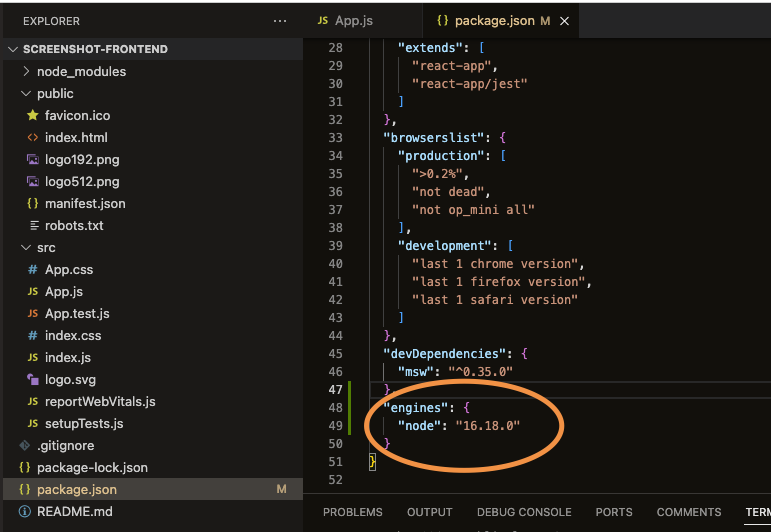 EXPLORER ...
JS App.js
{} package.json M ×
SCREENSHOT-FRONTEND
node_modules
public
favicon.ico
<> index.html
logo192.png
logo512.png
{} manifest.json
robots.txt
src
# App.css
JS App.js
JS App.test.js
# index.css
JS index.js
logo.svg
JS reportWebVitals.js
JS setupTests.js
.gitignore
{} package-lock.json
{} package.json M
README.md
28 "extends": [
29 "react-app",
30 "react-app/jest"
31 ]
32 },
33 "browserslist": {
34 "production": [
35 ">0.2%",
36 "not dead",
37 "not op_mini all"
38 ],
39 "development": [
40 "last 1 chrome version",
41 "last 1 firefox version",
42 "last 1 safari version"
43 ]
44 },
45 "devDependencies": {
46 "msw": "^0.35.0"
47 },
48 "engines": {
49 "node": "16.18.0"
50 }
51 }
52
PROBLEMS OUTPUT DEBUG CONSOLE PORTS COMMENTS